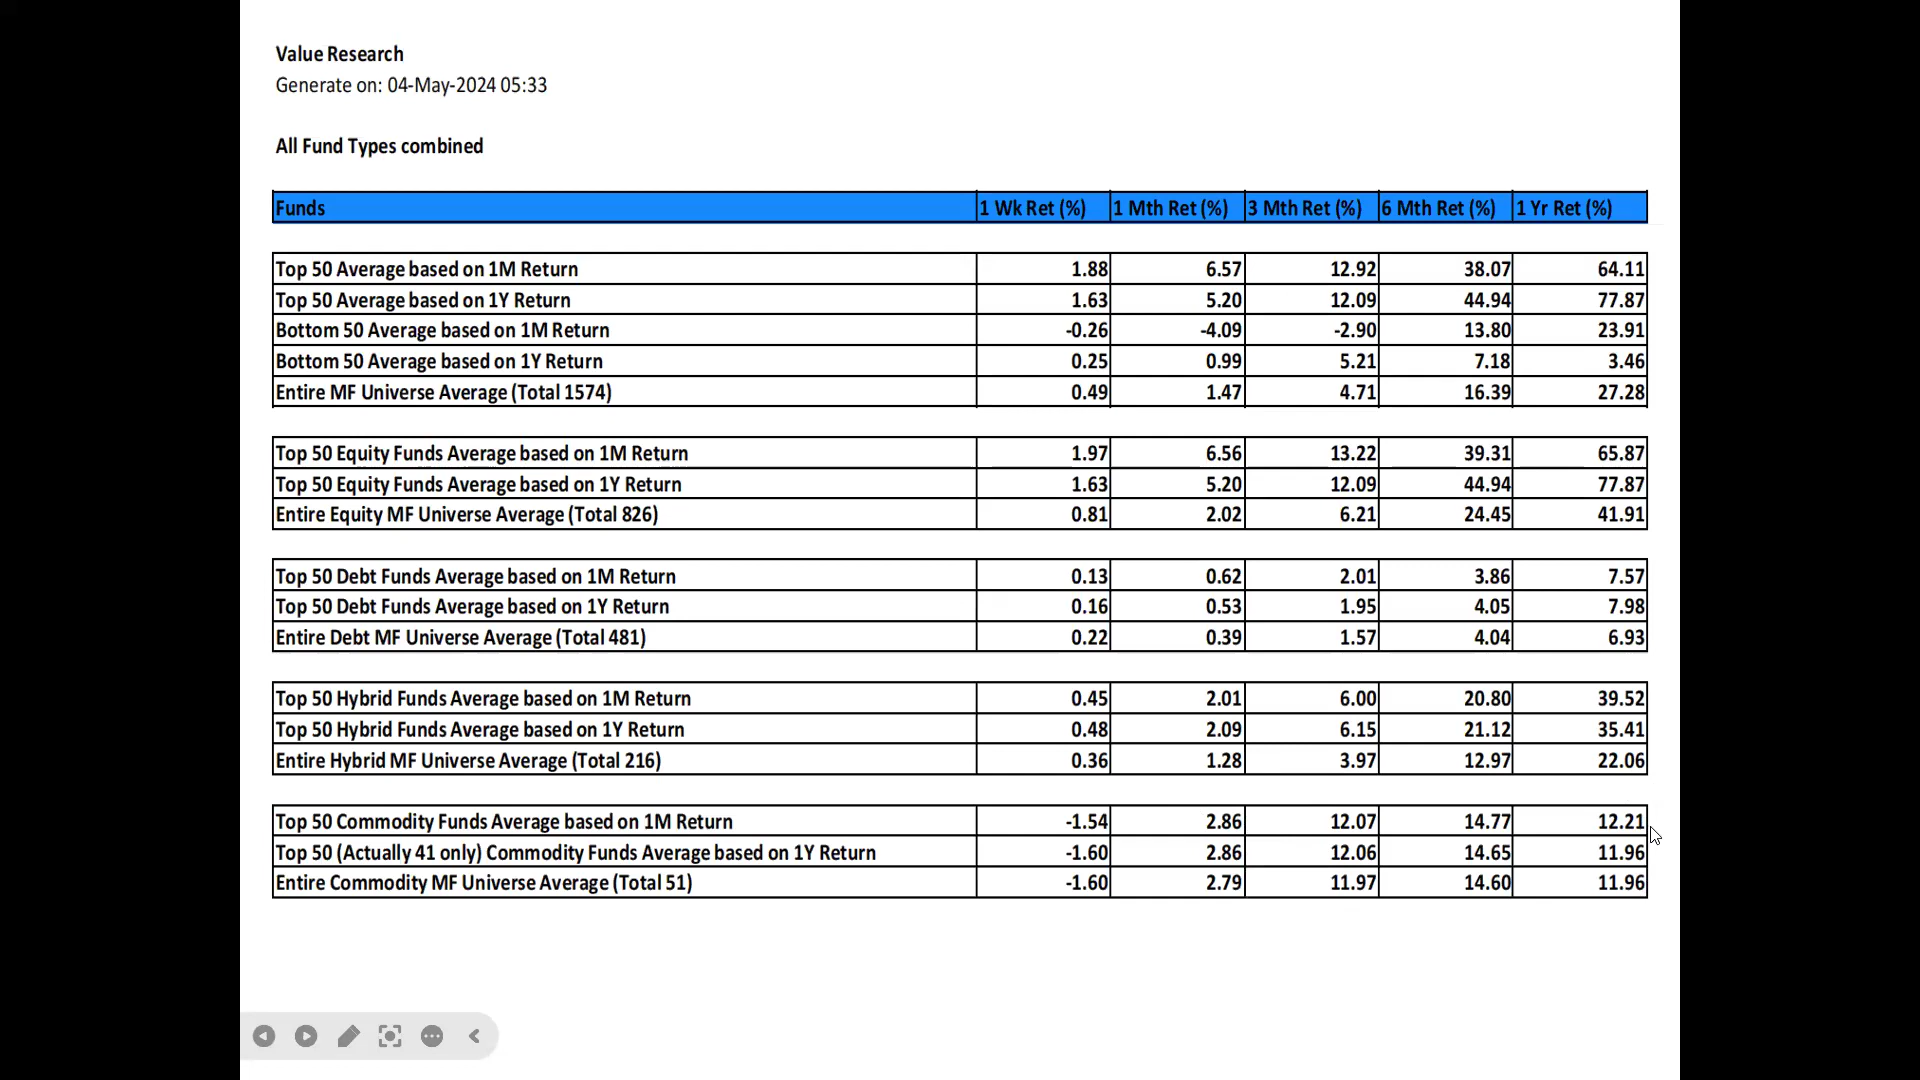 Value Research
Generate on: 04-May-2024 05:33
All Fund Types combined
Funds 1 Wk Ret (%) 1 Mth Ret (%) 3 Mth Ret (%) 6 Mth Ret (%) 1 Yr Ret (%)
Top 50 Average based on 1M Return 1.88 6.57 12.92 38.07 64.11
Top 50 Average based on 1Y Return 1.63 5.20 12.09 44.94 77.87
Bottom 50 Average based on 1M Return -0.26 -4.09 -2.90 13.80 23.91
Bottom 50 Average based on 1Y Return 0.25 0.99 5.21 7.18 3.46
Entire MF Universe Average (Total 1574) 0.49 1.47 4.71 16.39 27.28
Top 50 Equity Funds Average based on 1M Return 1.97 6.56 13.22 39.31 65.87
Top 50 Equity Funds Average based on 1Y Return 1.63 5.20 12.09 44.94 77.87
Entire Equity MF Universe Average (Total 826) 0.81 2.02 6.21 24.45 41.91
Top 50 Debt Funds Average based on 1M Return 0.13 0.62 2.01 3.86 7.57
Top 50 Debt Funds Average based on 1Y Return 0.16 0.53 1.95 4.05 7.98
Entire Debt MF Universe Average (Total 481) 0.22 0.39 1.57 4.04 6.93
Top 50 Hybrid Funds Average based on 1M Return 0.45 2.01 6.00 20.80 39.52
Top 50 Hybrid Funds Average based on 1Y Return 0.48 2.09 6.15 21.12 35.41
Entire Hybrid MF Universe Average (Total 216) 0.36 1.28 3.97 12.97 22.06
Top 50 Commodity Funds Average based on 1M Return -1.54 2.86 12.07 14.77 12.21
Top 50 (Actually 41 only) Commodity Funds Average based on 1Y Return -1.60 2.86 12.06 14.65 11.96
Entire Commodity MF Universe Average (Total 51) -1.60 2.79 11.97 14.60 11.96